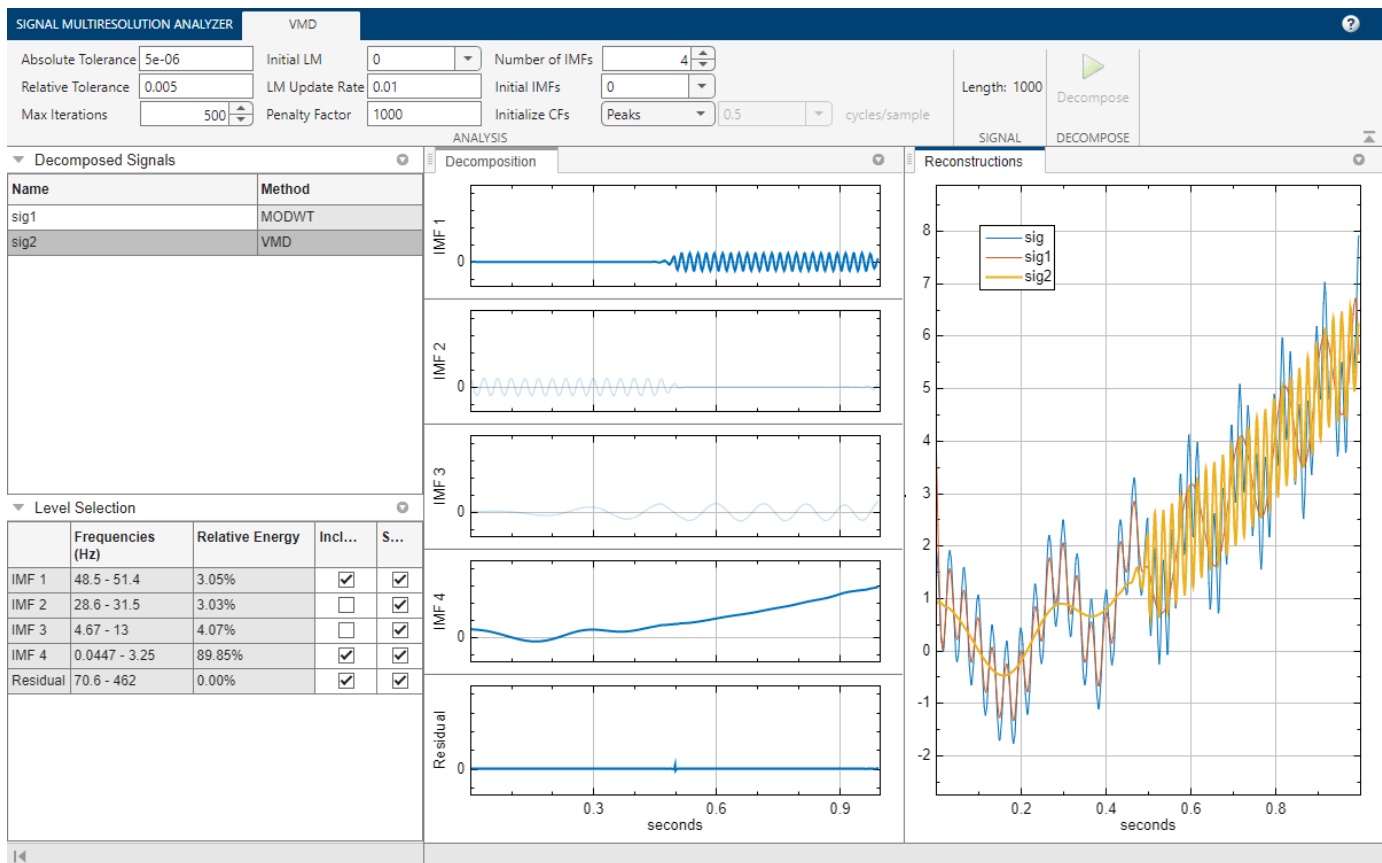 SIGNAL MULTIRESOLUTION ANALYZER VMD ?
Absolute Tolerance 5e-06 Initial LM 0 Number of IMFs 4
Relative Tolerance 0.005 LM Update Rate 0.01 Initial IMFs 0 Length: 1000 Decompose
Max Iterations 500 Penalty Factor 1000 Initialize CFs Peaks 0.5 cycles/sample
ANALYSIS SIGNAL DECOMPOSE
Decomposed Signals
Name Method
sig1 MODWT
sig2 VMD
Level Selection
Frequencies (Hz) Relative Energy Incl... S...
IMF 1 48.5 - 51.4 3.05%
IMF 2 28.6 - 31.5 3.03%
IMF 3 4.67 - 13 4.07%
IMF 4 0.0447 - 3.25 89.85%
Residual 70.6 - 462 0.00%
Decomposition
IMF 1
0
IMF 2
0
IMF 3
0
IMF 4
0
Residual
0
0.3 0.6 0.9
seconds
Reconstructions
sig
sig1
sig2
8
7
6
5
4
3
2
1
0
-1
-2
0.2 0.4 0.6 0.8
seconds